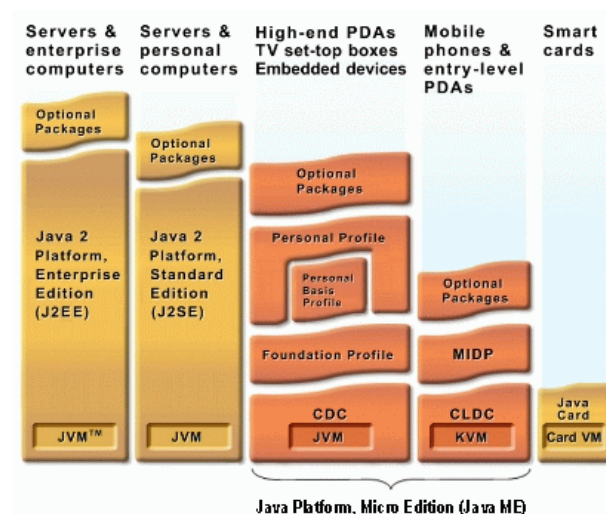 Servers &
enterprise
computers
Servers &
personal
computers
High-end PDAs
TV set-top boxes
Embedded devices
Mobile
phones &
entry-level
PDAs
Smart
cards
Optional
Packages
Java 2
Platform,
Enterprise
Edition
(J2EE)
JVM™
Optional
Packages
Java 2
Platform,
Standard
Edition
(J2SE)
JVM
Optional
Packages
Personal Profile
Personal
Basis
Profile
Foundation Profile
CDC
JVM
Optional
Packages
MIDP
CLDC
KVM
Java
Card
Card VM
Java Platform, Micro Edition (Java ME)